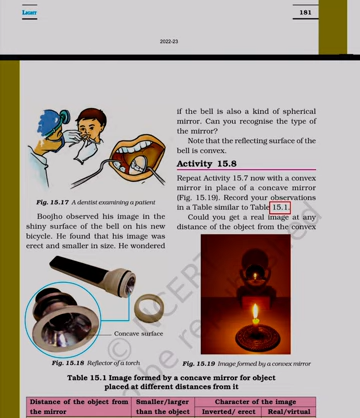 LIGHT
181
2022-23
Fig. 15.17 A dentist examining a patient
Boojho observed his image in the
shiny surface of the bell on his new
bicycle. He found that his image was
erect and smaller in size. He wondered
if the bell is also a kind of spherical
mirror. Can you recognise the type of
the mirror?
Note that the reflecting surface of the
bell is convex.
Activity 15.8
Repeat Activity 15.7 now with a convex
mirror in place of a concave mirror
(Fig. 15.19). Record your observations
in a Table similar to Table 15.1.
Could you get a real image at any
distance of the object from the convex
Concave surface
Fig. 15.18 Reflector of a torch
Fig. 15.19 Image formed by a convex mirror
Table 15.1 Image formed by a concave mirror for object
placed at different distances from it
Distance of the object from Smaller/larger Character of the image
the mirror than the object Inverted/ erect Real/virtual
© NCERT
be republished